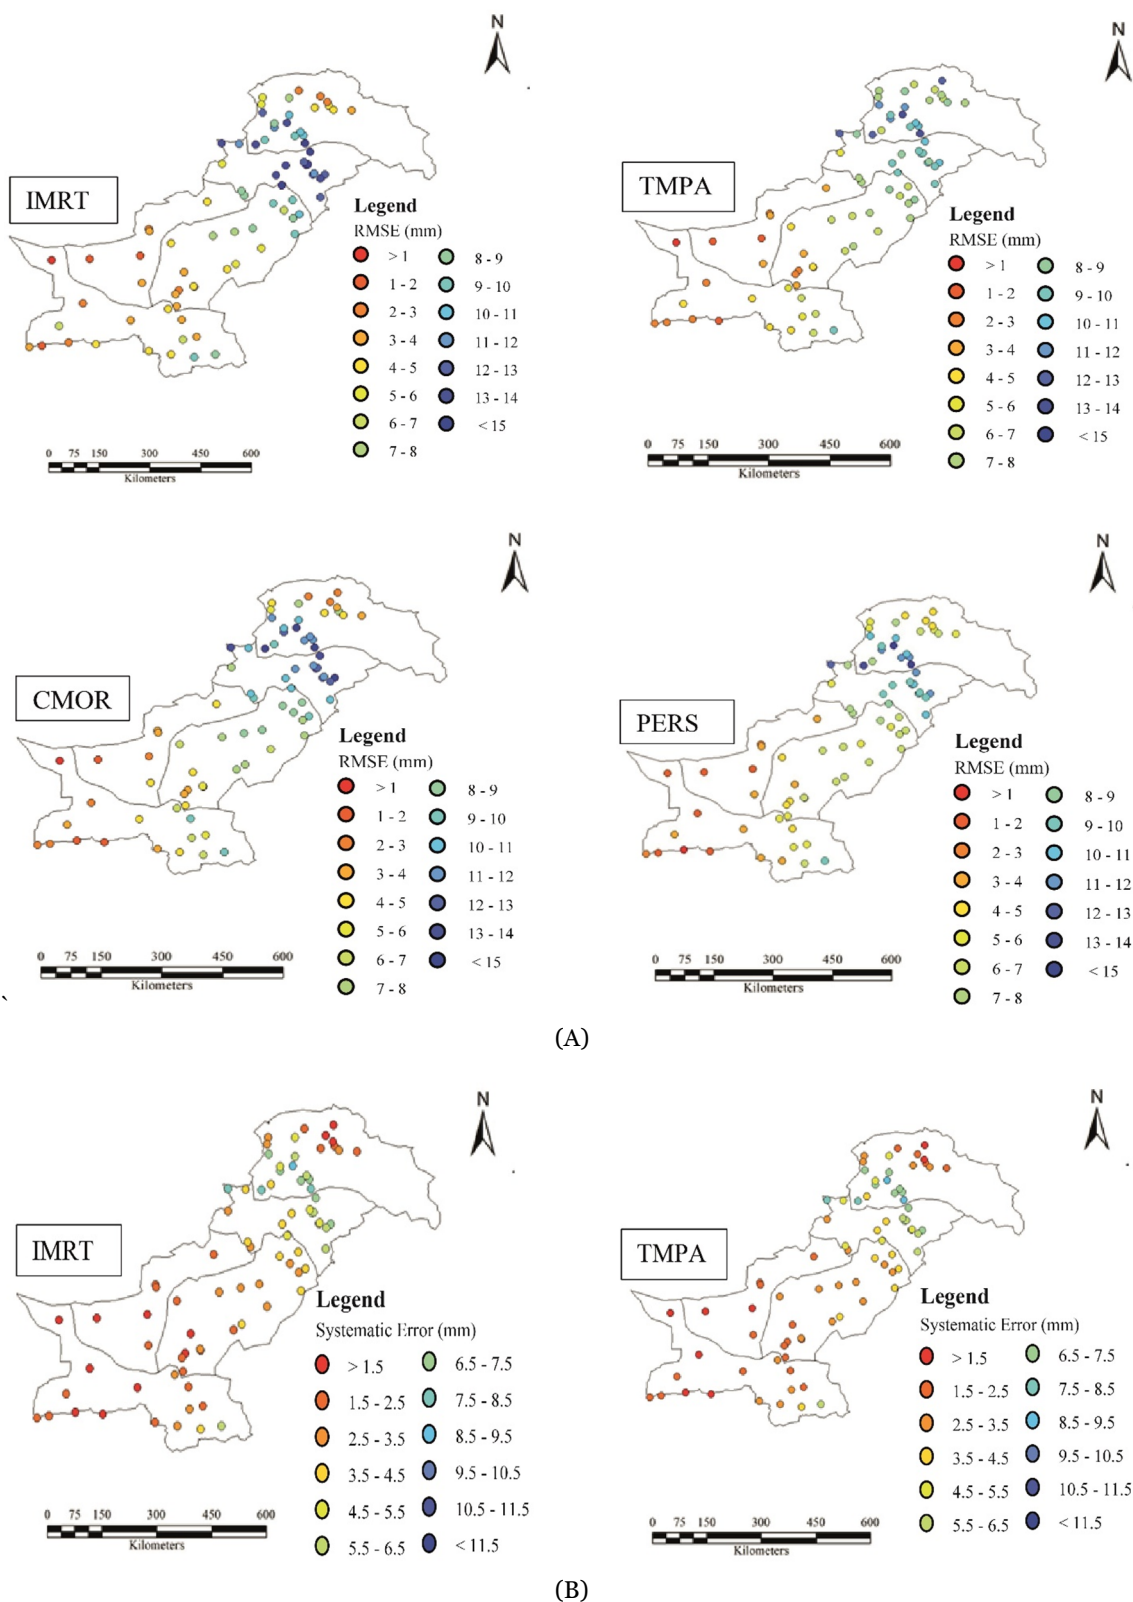 N
IMRT
Legend
RMSE (mm)
> 1
1 - 2
2 - 3
3 - 4
4 - 5
5 - 6
6 - 7
7 - 8
8 - 9
9 - 10
10 - 11
11 - 12
12 - 13
13 - 14
< 15
0 75 150 300 450 600
Kilometers
N
TMPA
Legend
RMSE (mm)
> 1
1 - 2
2 - 3
3 - 4
4 - 5
5 - 6
6 - 7
7 - 8
8 - 9
9 - 10
10 - 11
11 - 12
12 - 13
13 - 14
< 15
0 75 150 300 450 600
Kilometers
N
CMOR
Legend
RMSE (mm)
> 1
1 - 2
2 - 3
3 - 4
4 - 5
5 - 6
6 - 7
7 - 8
8 - 9
9 - 10
10 - 11
11 - 12
12 - 13
13 - 14
< 15
0 75 150 300 450 600
Kilometers
N
PERS
Legend
RMSE (mm)
> 1
1 - 2
2 - 3
3 - 4
4 - 5
5 - 6
6 - 7
7 - 8
8 - 9
9 - 10
10 - 11
11 - 12
12 - 13
13 - 14
< 15
0 75 150 300 450 600
Kilometers
`
(A)
N
IMRT
Legend
Systematic Error (mm)
> 1.5
1.5 - 2.5
2.5 - 3.5
3.5 - 4.5
4.5 - 5.5
5.5 - 6.5
6.5 - 7.5
7.5 - 8.5
8.5 - 9.5
9.5 - 10.5
10.5 - 11.5
< 11.5
0 75 150 300 450 600
Kilometers
N
TMPA
Legend
Systematic Error (mm)
> 1.5
1.5 - 2.5
2.5 - 3.5
3.5 - 4.5
4.5 - 5.5
5.5 - 6.5
6.5 - 7.5
7.5 - 8.5
8.5 - 9.5
9.5 - 10.5
10.5 - 11.5
< 11.5
0 75 150 300 450 600
Kilometers
(B)